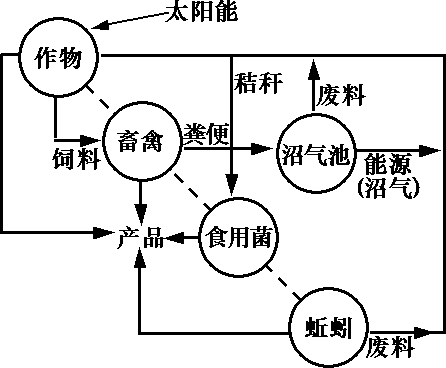 太阳能
作物
秸秆
废料
饲料
畜禽
粪便
沼气池
能源
(沼气)
产品
食用菌
蚯蚓
废料